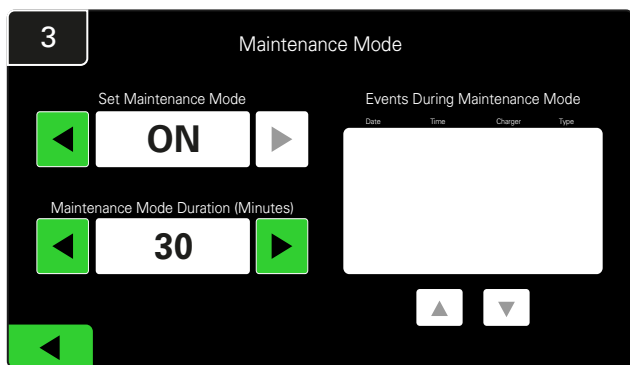 3
Maintenance Mode
Set Maintenance Mode
ON
Maintenance Mode Duration (Minutes)
30
Events During Maintenance Mode
Date Time Charger Type